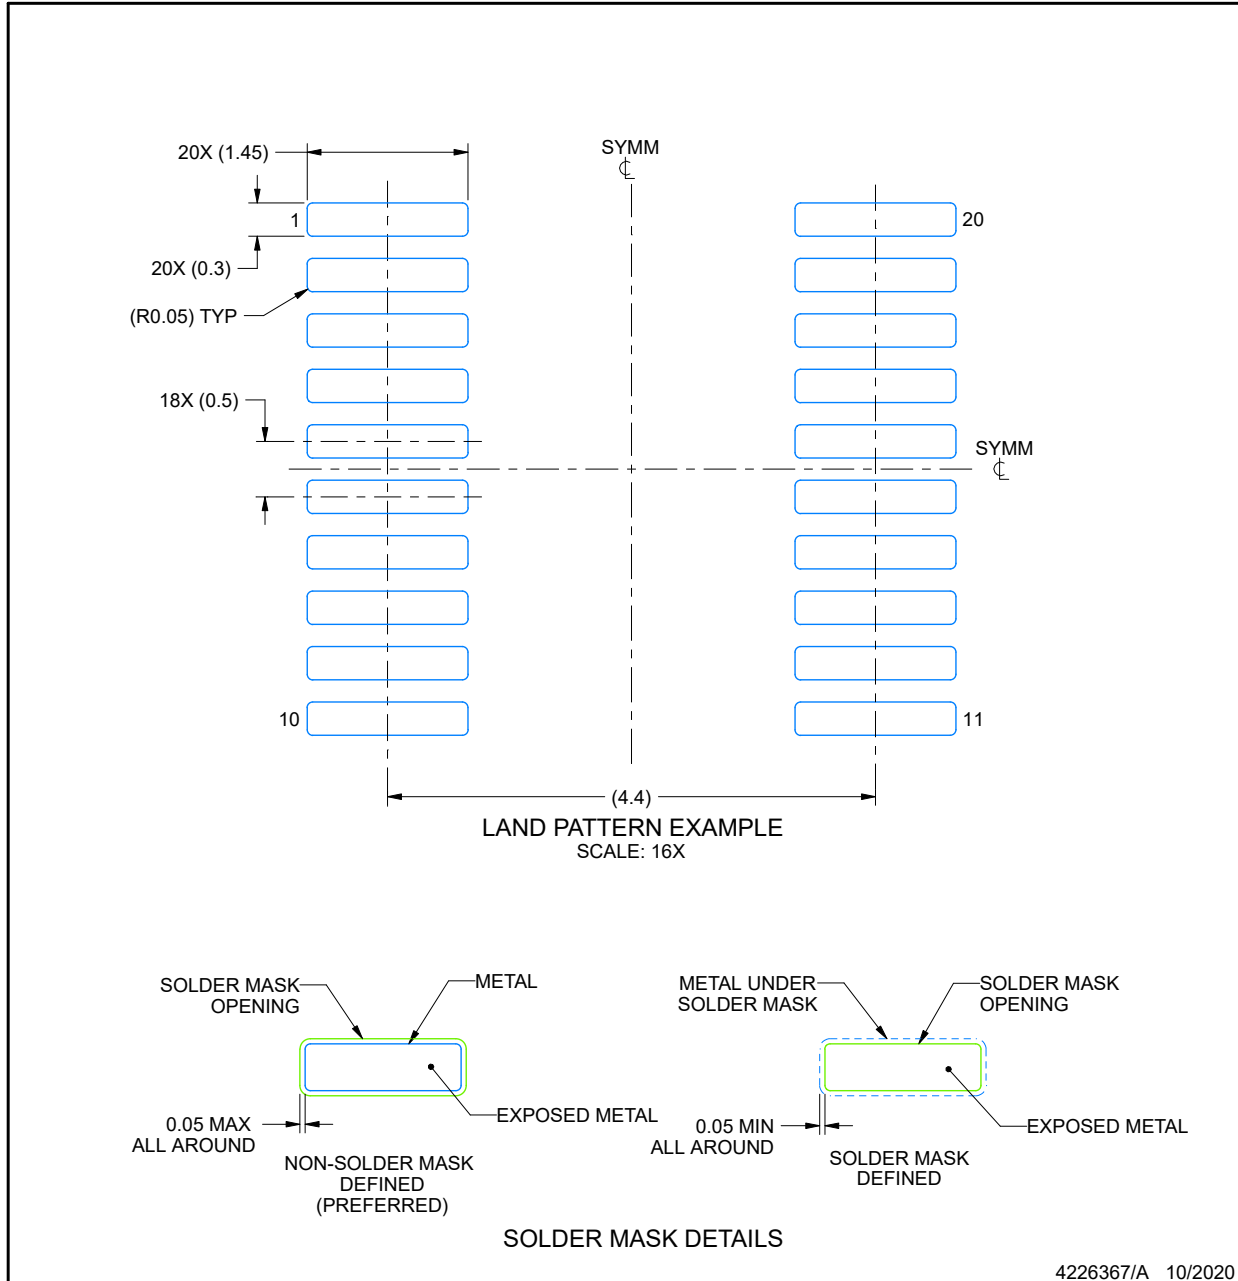 SYMM
20X (1.45)
1
20
20X (0.3)
(R0.05) TYP
18X (0.5)
SYMM
10
11
(4.4)
LAND PATTERN EXAMPLE
SCALE: 16X
SOLDER MASK
OPENING
METAL
EXPOSED METAL
0.05 MAX
ALL AROUND
NON-SOLDER MASK
DEFINED
(PREFERRED)
METAL UNDER
SOLDER MASK
SOLDER MASK
OPENING
EXPOSED METAL
0.05 MIN
ALL AROUND
SOLDER MASK
DEFINED
SOLDER MASK DETAILS
4226367/A 10/2020